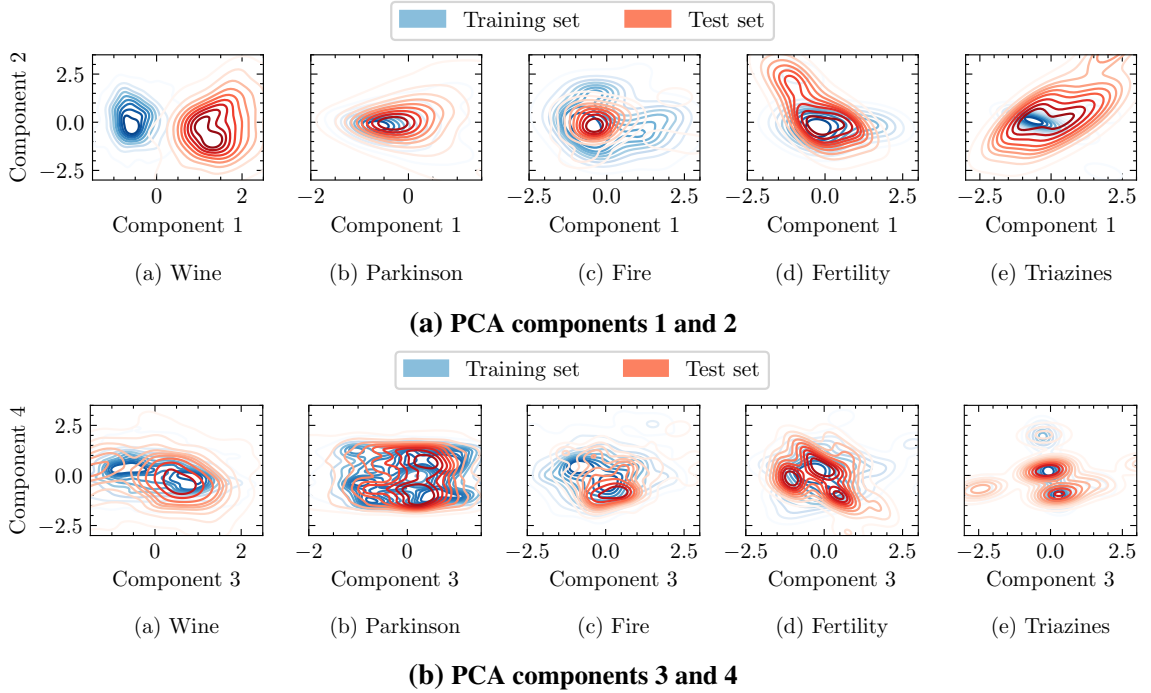 Training set Test set
Component 2
2.5
0.0
−2.5
0 2
−2 0
−2.5 0.0 2.5
−2.5 0.0 2.5
−2.5 0.0 2.5
Component 1 Component 1 Component 1 Component 1 Component 1
(a) Wine (b) Parkinson (c) Fire (d) Fertility (e) Triazines
(a) PCA components 1 and 2
Training set Test set
Component 4
2.5
0.0
−2.5
0 2
−2 0
−2.5 0.0 2.5
−2.5 0.0 2.5
−2.5 0.0 2.5
Component 3 Component 3 Component 3 Component 3 Component 3
(a) Wine (b) Parkinson (c) Fire (d) Fertility (e) Triazines
(b) PCA components 3 and 4